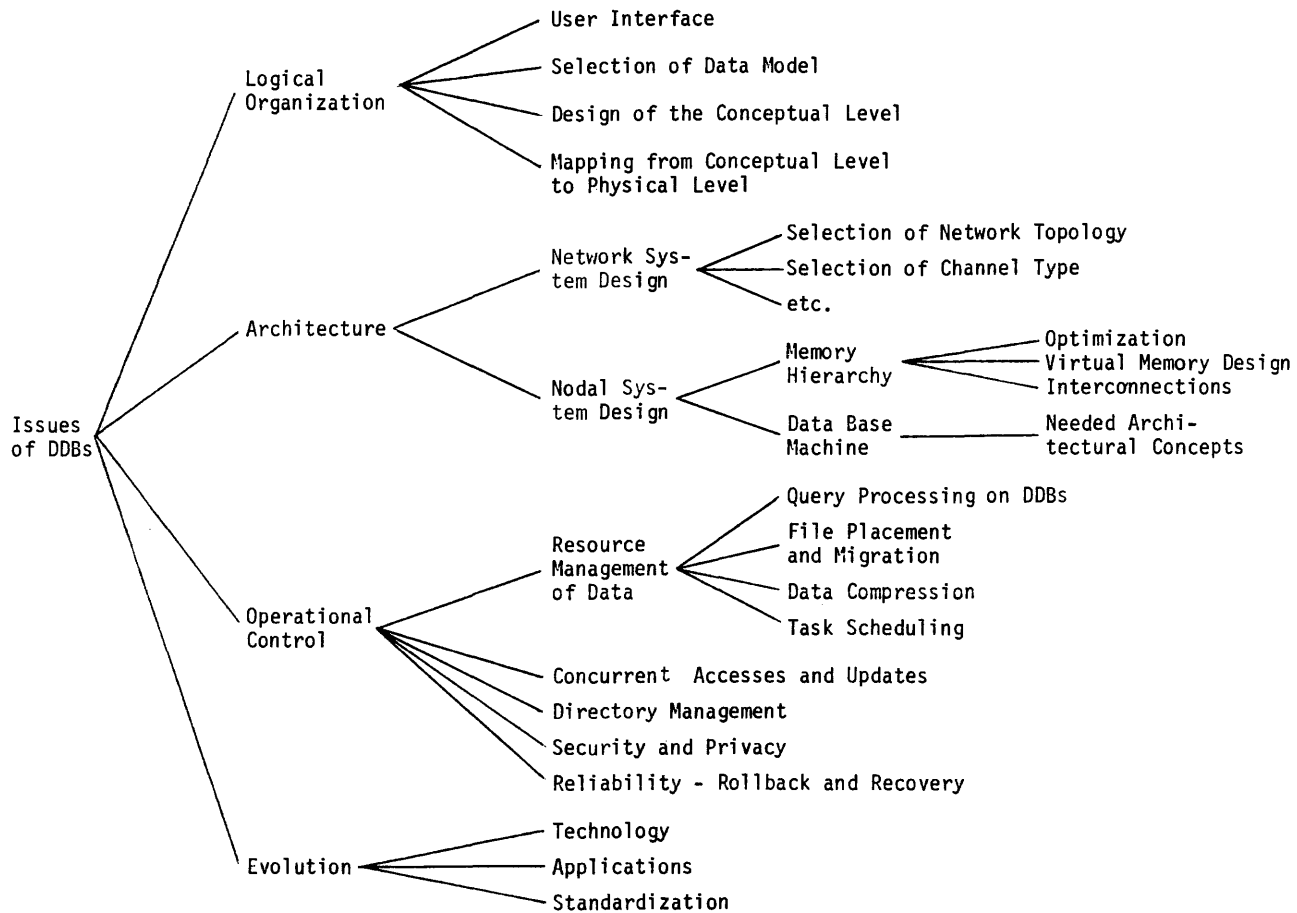 User Interface
Selection of Data Model
Logical
Organization
Design of the Conceptual Level
Mapping from Conceptual Level
to Physical Level
Selection of Network Topology
Network Sys-
tem Design
Selection of Channel Type
etc.
Architecture
Memory
Hierarchy
Optimization
Virtual Memory Design
Interconnections
Nodal Sys-
tem Design
Data Base
Machine
Needed Archi-
tectural Concepts
Issues
of DDBs
Query Processing on DDBs
File Placement
and Migration
Resource
Management
of Data
Data Compression
Task Scheduling
Operational
Control
Concurrent Accesses and Updates
Directory Management
Security and Privacy
Reliability - Rollback and Recovery
Technology
Evolution
Applications
Standardization